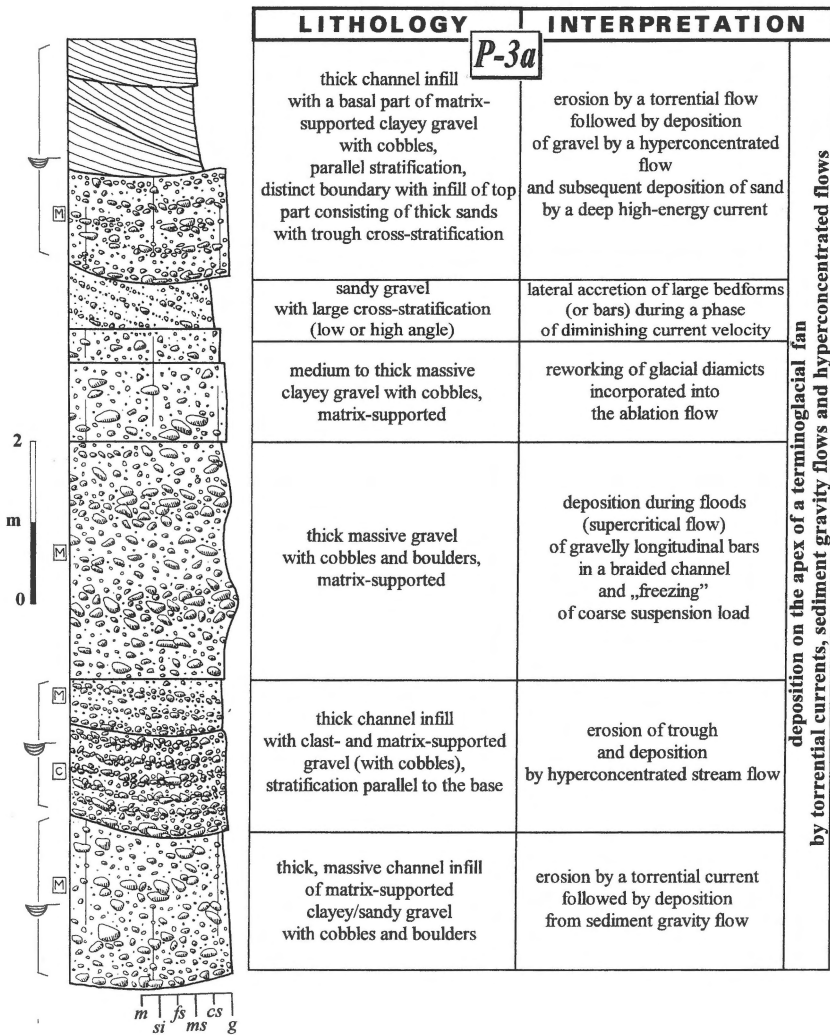 LITHOLOGY
INTERPRETATION
P-3a
thick channel infill
with a basal part of matrix-
supported clayey gravel
with cobbles,
parallel stratification,
distinct boundary with infill of top
part consisting of thick sands
with trough cross-stratification
erosion by a torrential flow
followed by deposition
of gravel by a hyperconcentrated
flow
and subsequent deposition of sand
by a deep high-energy current
M
sandy gravel
with large cross-stratification
(low or high angle)
lateral accretion of large bedforms
(or bars) during a phase
of diminishing current velocity
medium to thick massive
clayey gravel with cobbles,
matrix-supported
reworking of glacial diamicts
incorporated into
the ablation flow
2
m
0
M
thick massive gravel
with cobbles and boulders,
matrix-supported
deposition during floods
(supercritical flow)
of gravelly longitudinal bars
in a braided channel
and „freezing”
of coarse suspension load
M
C
thick channel infill
with clast- and matrix-supported
gravel (with cobbles),
stratification parallel to the base
erosion of trough
and deposition
by hyperconcentrated stream flow
M
thick, massive channel infill
of matrix-supported
clayey/sandy gravel
with cobbles and boulders
erosion by a torrential current
followed by deposition
from sediment gravity flow
deposition on the apex of a terminoglacial fan
by torrential currents, sediment gravity flows and hyperconcentrated flows
m fs cs
si ms g